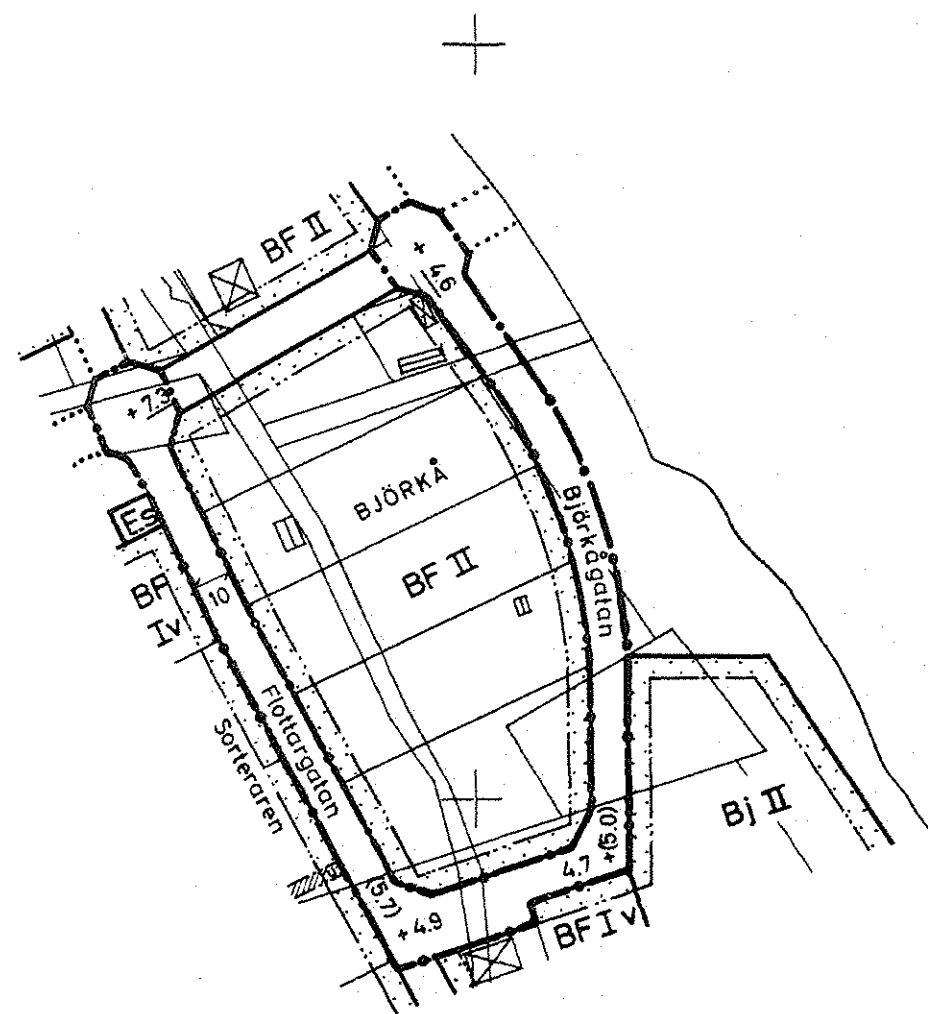 BF II
4.6
+7.3
BJÖRKÅ
ES
BF II
Björkågatan
BF
Iv
10
Flottargatan
Sorteraren
Bj II
+(5.0)
4.7
(5.7)
+4.9
BF I v